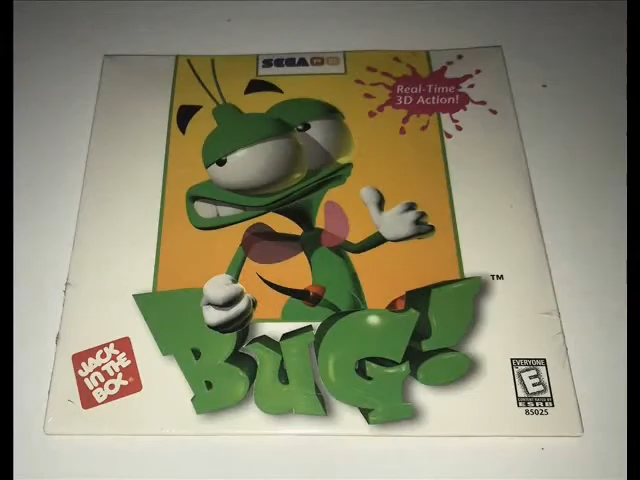 SEGA PC
Real-Time
3D Action!
TM
BUG!
JACK
IN THE
BOX®
EVERYONE
E
CONTENT RATED BY
ESRB
85025